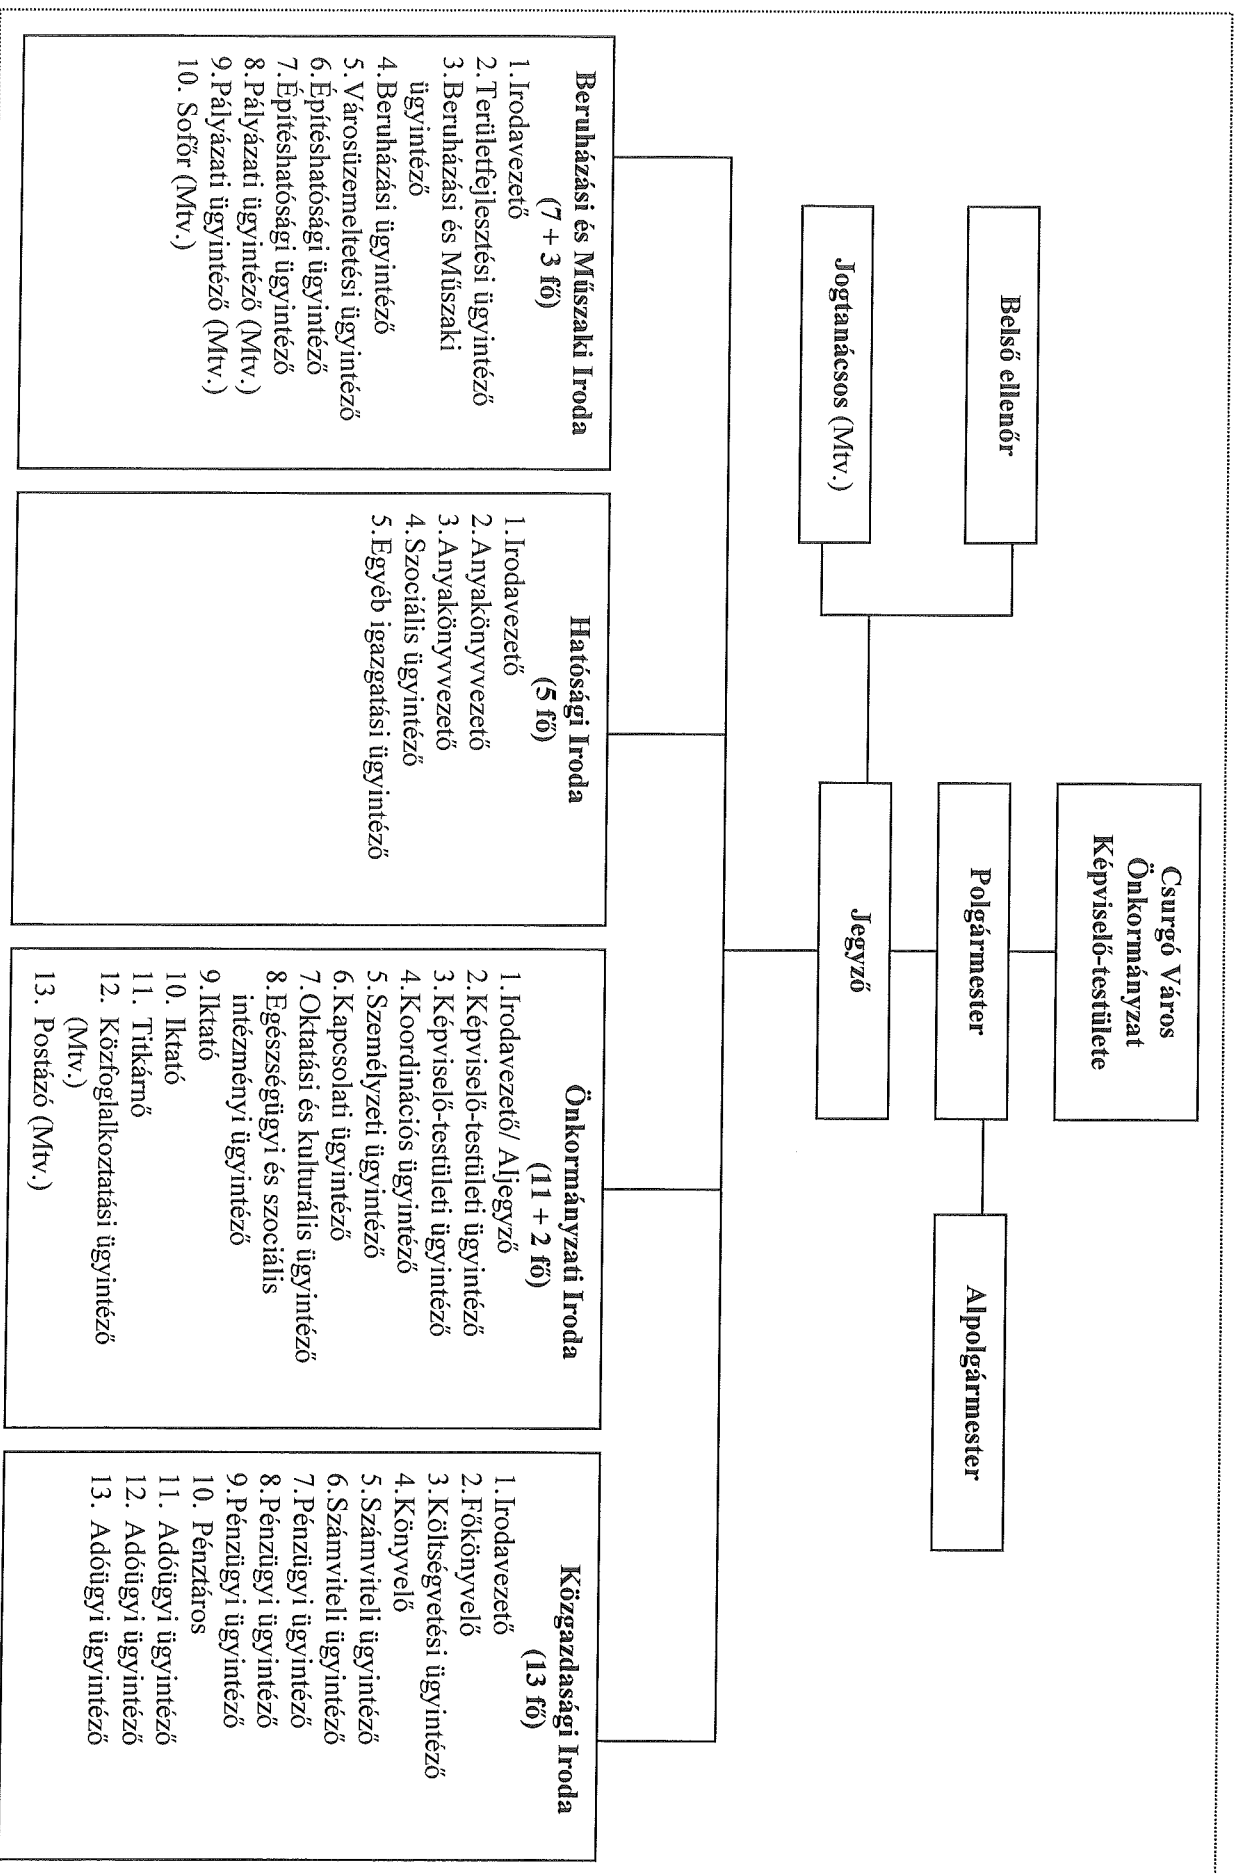 Csurgó Város
Önkormányzat
Képviselő-testülete
Polgármester
Alpolgármester
Jegyző
Belső ellenőr
Jogtanácsos (Mtv.)
Beruházási és Műszaki Iroda
(7 + 3 fő)
1. Irodavezető
2. Területfejlesztési ügyintéző
3. Beruházási és Műszaki
ügyintéző
4. Beruházási ügyintéző
5. Városüzemeltetési ügyintéző
6. Építéshatósági ügyintéző
7. Építéshatósági ügyintéző
8. Pályázati ügyintéző (Mtv.)
9. Pályázati ügyintéző (Mtv.)
10. Sofőr (Mtv.)
Hatósági Iroda
(5 fő)
1. Irodavezető
2. Anyakönyvvezető
3. Anyakönyvvezető
4. Szociális ügyintéző
5. Egyéb igazgatási ügyintéző
Önkormányzati Iroda
(11 + 2 fő)
1. Irodavezető/ Aljegyző
2. Képviselő-testületi ügyintéző
3. Képviselő-testületi ügyintéző
4. Koordinációs ügyintéző
5. Személyzeti ügyintéző
6. Kapcsolati ügyintéző
7. Oktatási és kulturális ügyintéző
8. Egészségügyi és szociális
intézményi ügyintéző
9. Iktató
10. Iktató
11. Titkárnő
12. Közfoglalkoztatási ügyintéző
(Mtv.)
13. Postázó (Mtv.)
Közgazdasági Iroda
(13 fő)
1. Irodavezető
2. Főkönyvelő
3. Költségvetési ügyintéző
4. Könyvelő
5. Számviteli ügyintéző
6. Számviteli ügyintéző
7. Pénzügyi ügyintéző
8. Pénzügyi ügyintéző
9. Pénzügyi ügyintéző
10. Pénztáros
11. Adóügyi ügyintéző
12. Adóügyi ügyintéző
13. Adóügyi ügyintéző